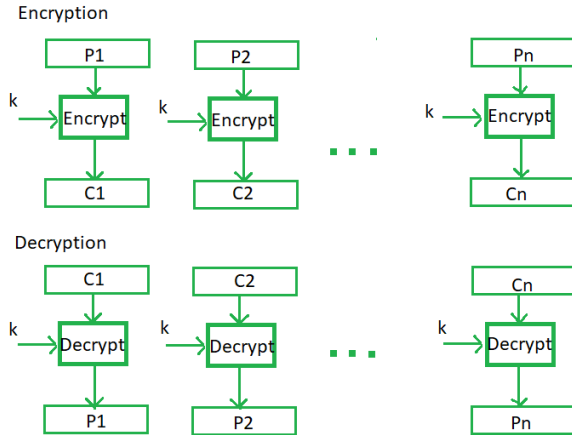 Encryption
P1
P2
Pn
k
Encrypt
k
Encrypt
k
Encrypt
C1
C2
Cn
Decryption
C1
C2
Cn
k
Decrypt
k
Decrypt
k
Decrypt
P1
P2
Pn